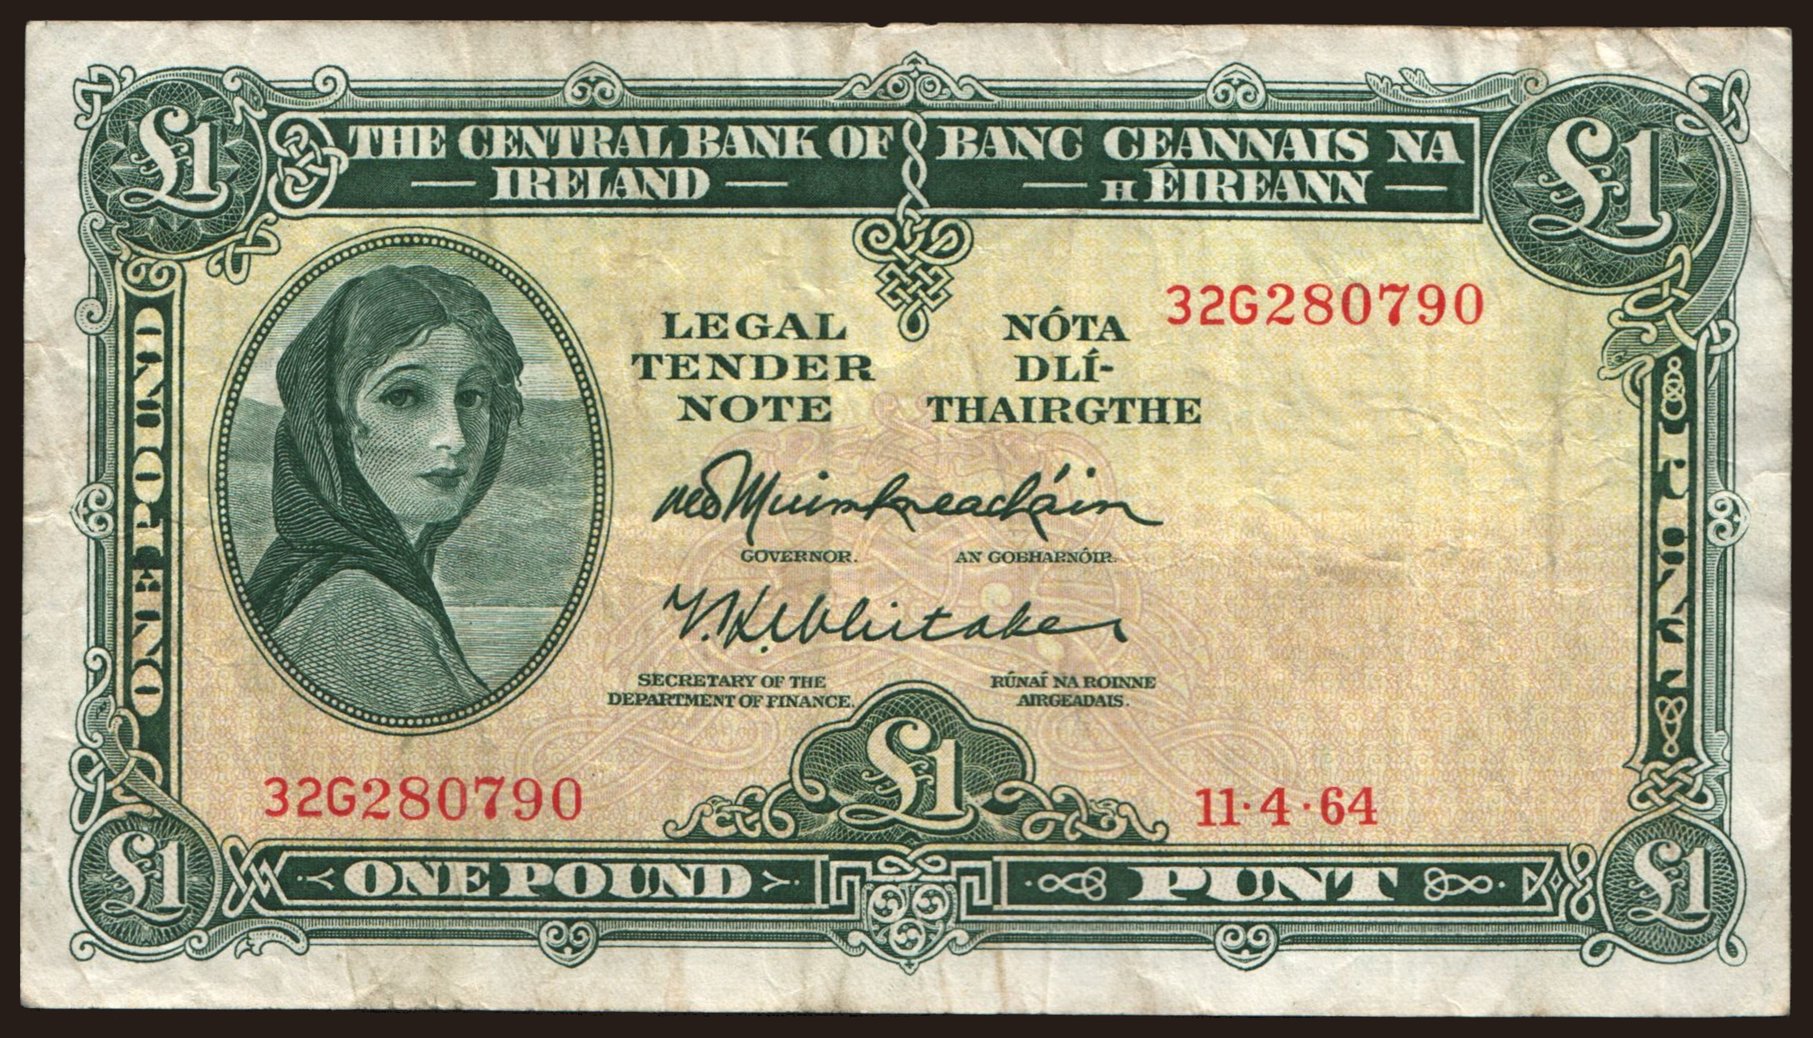 £1
THE CENTRAL BANK OF
— IRELAND —
BANC CEANNAIS NA
— H ÉIREANN —
£1
32G280790
LEGAL
TENDER
NOTE
NÓTA
DLÍ-
THAIRGTHE
ONE POUND
PUNT
M Ó Muimhneacháin
GOVERNOR.
AN GOBHARNÓIR.
T.K. Whitaker
SECRETARY OF THE
DEPARTMENT OF FINANCE.
RÚNAÍ NA ROINNE
AIRGEADAIS.
32G280790
£1
11·4·64
£1
ONE POUND
PUNT
£1